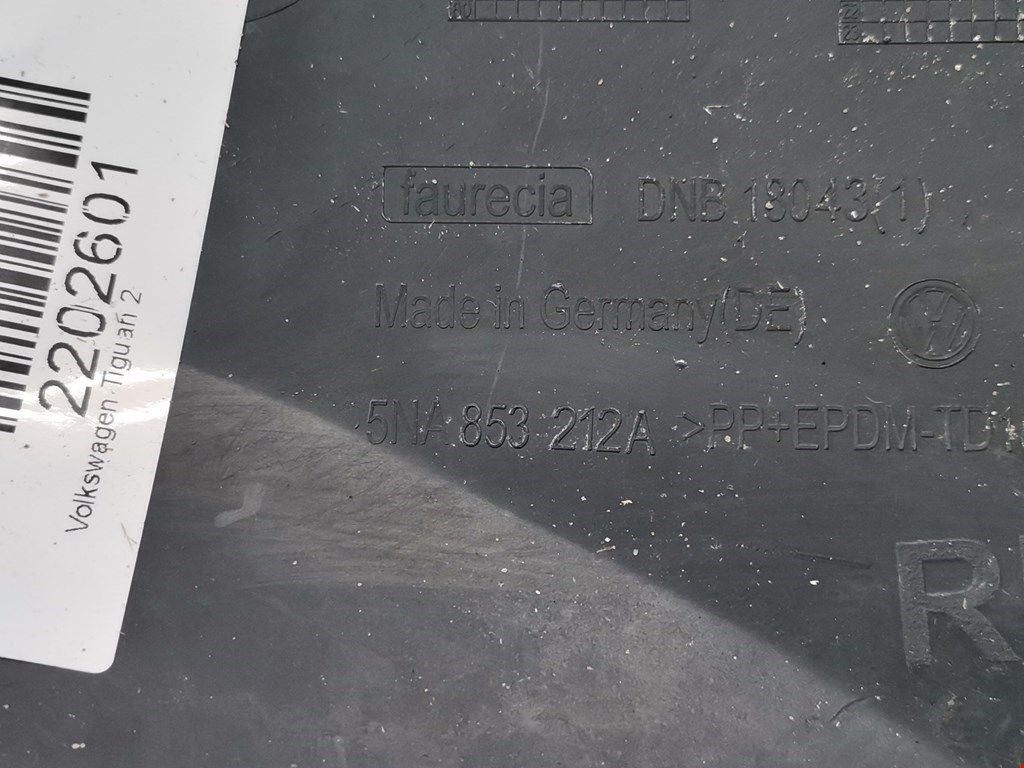 2202601
Volkswagen Tiguan 2
faurecia DNB 18043(1)
Made in Germany(DE)
5NA 853 212A >PP+EPDM-TD1
R